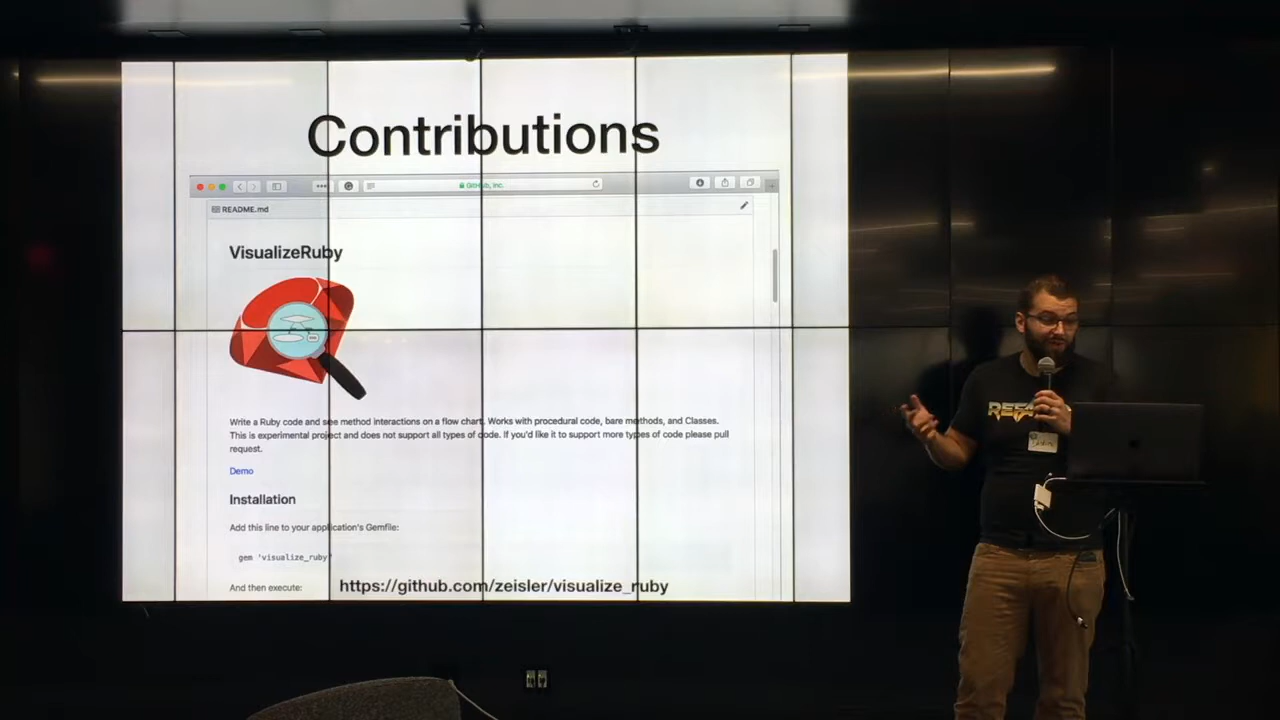 Contributions
GitHub, Inc.
README.md
VisualizeRuby
Write a Ruby code and see method interactions on a flow chart. Works with procedural code, bare methods, and Classes.
This is experimental project and does not support all types of code. If you'd like it to support more types of code please pull
request.
Demo
Installation
Add this line to your application's Gemfile:
gem 'visualize_ruby'
And then execute:
https://github.com/zeisler/visualize_ruby